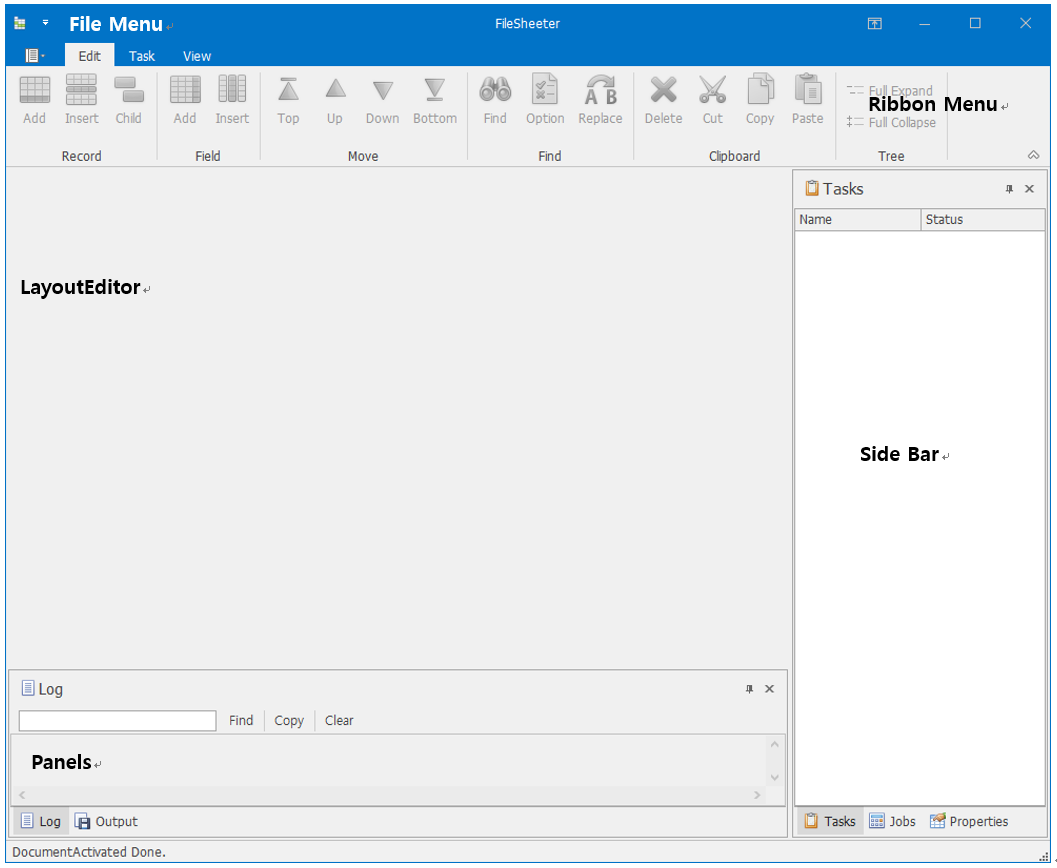 File Menu
FileSheeter
Edit Task View
Add Insert Child Add Insert Top Up Down Bottom Find Option Replace Delete Cut Copy Paste
Full Expand
Ribbon Menu
Full Collapse
Record Field Move Find Clipboard Tree
Tasks
Name Status
LayoutEditor
Side Bar
Log
Find Copy Clear
Panels
Log Output
Tasks Jobs Properties
DocumentActivated Done.